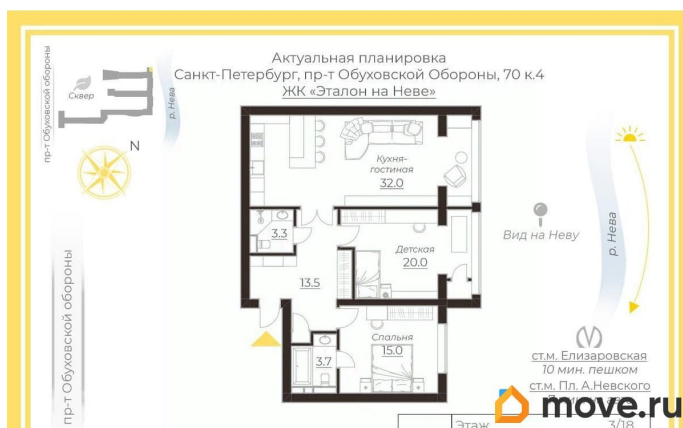 Актуальная планировка
Санкт-Петербург, пр-т Обуховской Обороны, 70 к.4
ЖК «Эталон на Неве»
пр-т Обуховской обороны
Сквер
р. Нева
N
Кухня-
гостиная
32.0
3.3
Детская
20.0
13.5
Спальня
15.0
3.7
Вид на Неву
р. Нева
пр-т Обуховской обороны
ст.м. Елизаровская
10 мин. пешком
ст.м. Пл. А.Невского
move.ru
Этаж
3/18